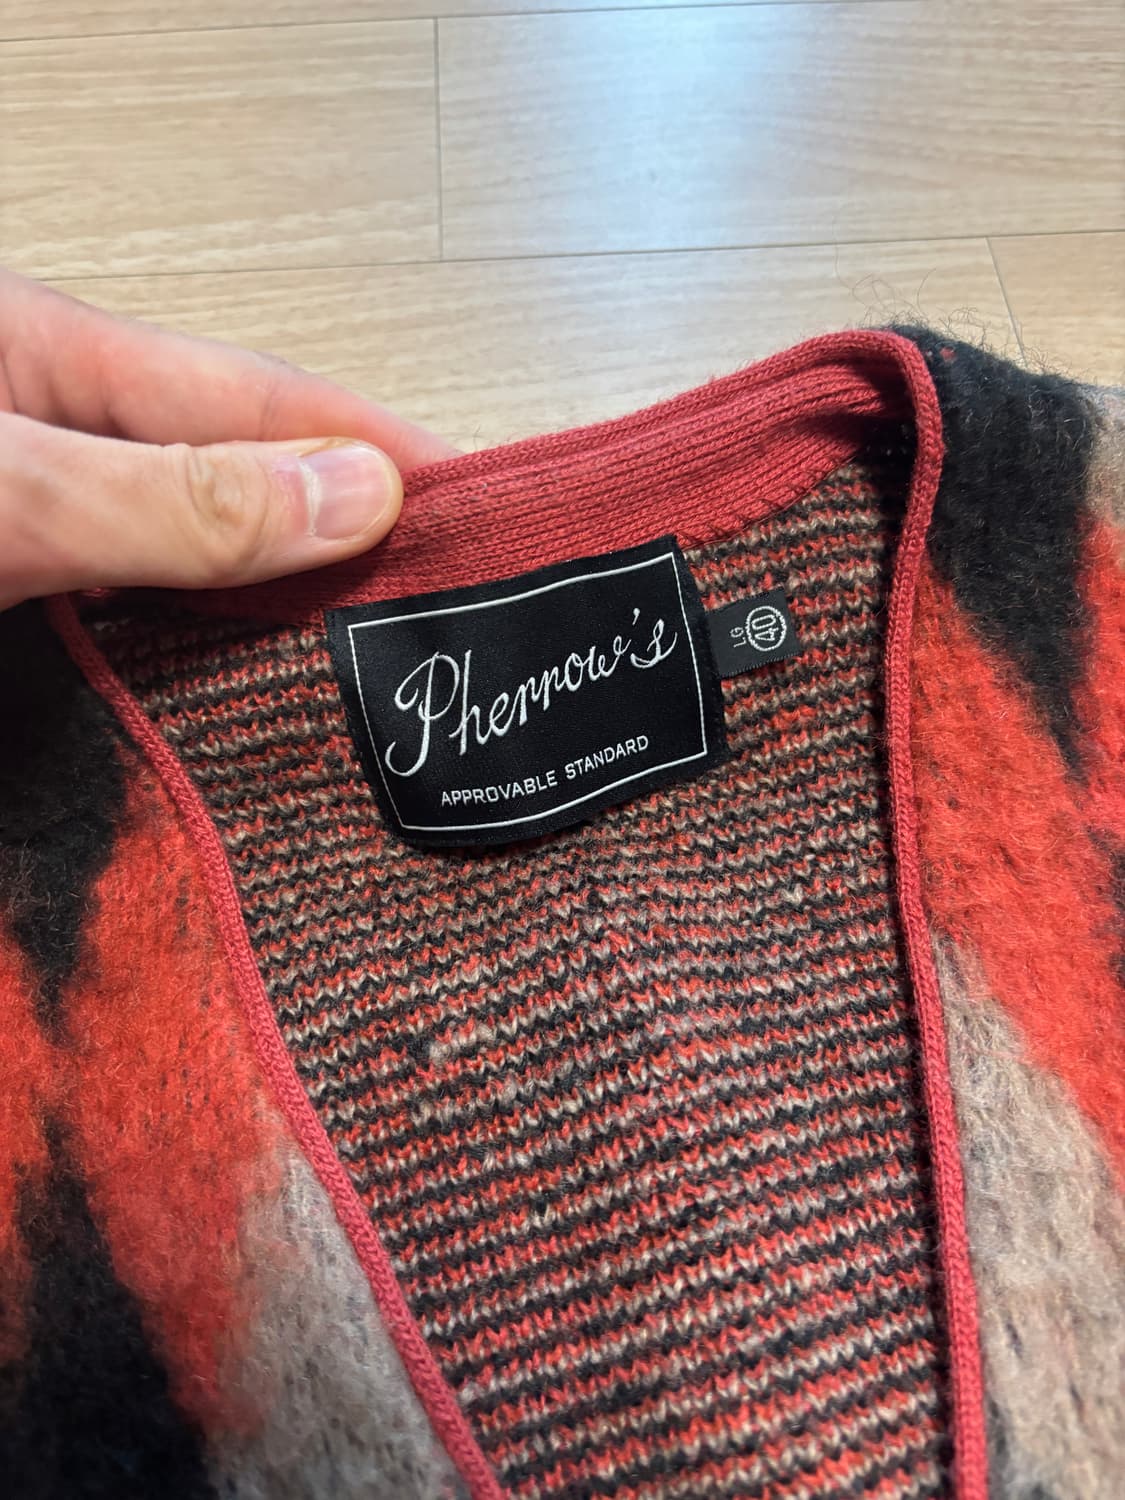 Pherrow's
APPROVABLE STANDARD
LG
40